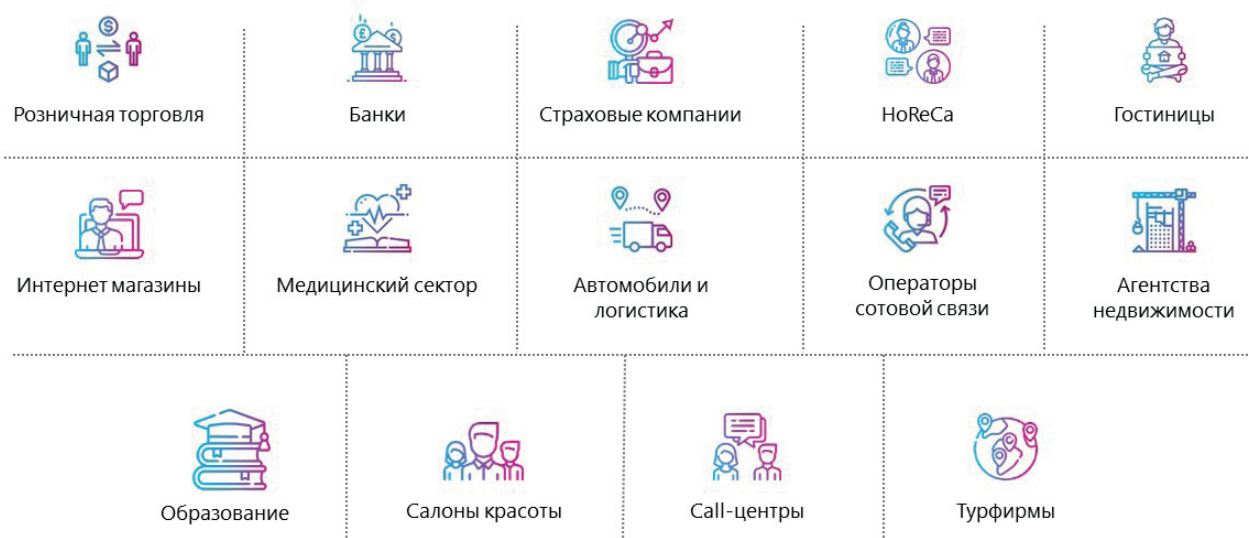 Розничная торговля
Банки
Страховые компании
HoReCa
Гостиницы
Интернет магазины
Медицинский сектор
Автомобили и
логистика
Операторы
сотовой связи
Агентства
недвижимости
Образование
Салоны красоты
Call-центры
Турфирмы